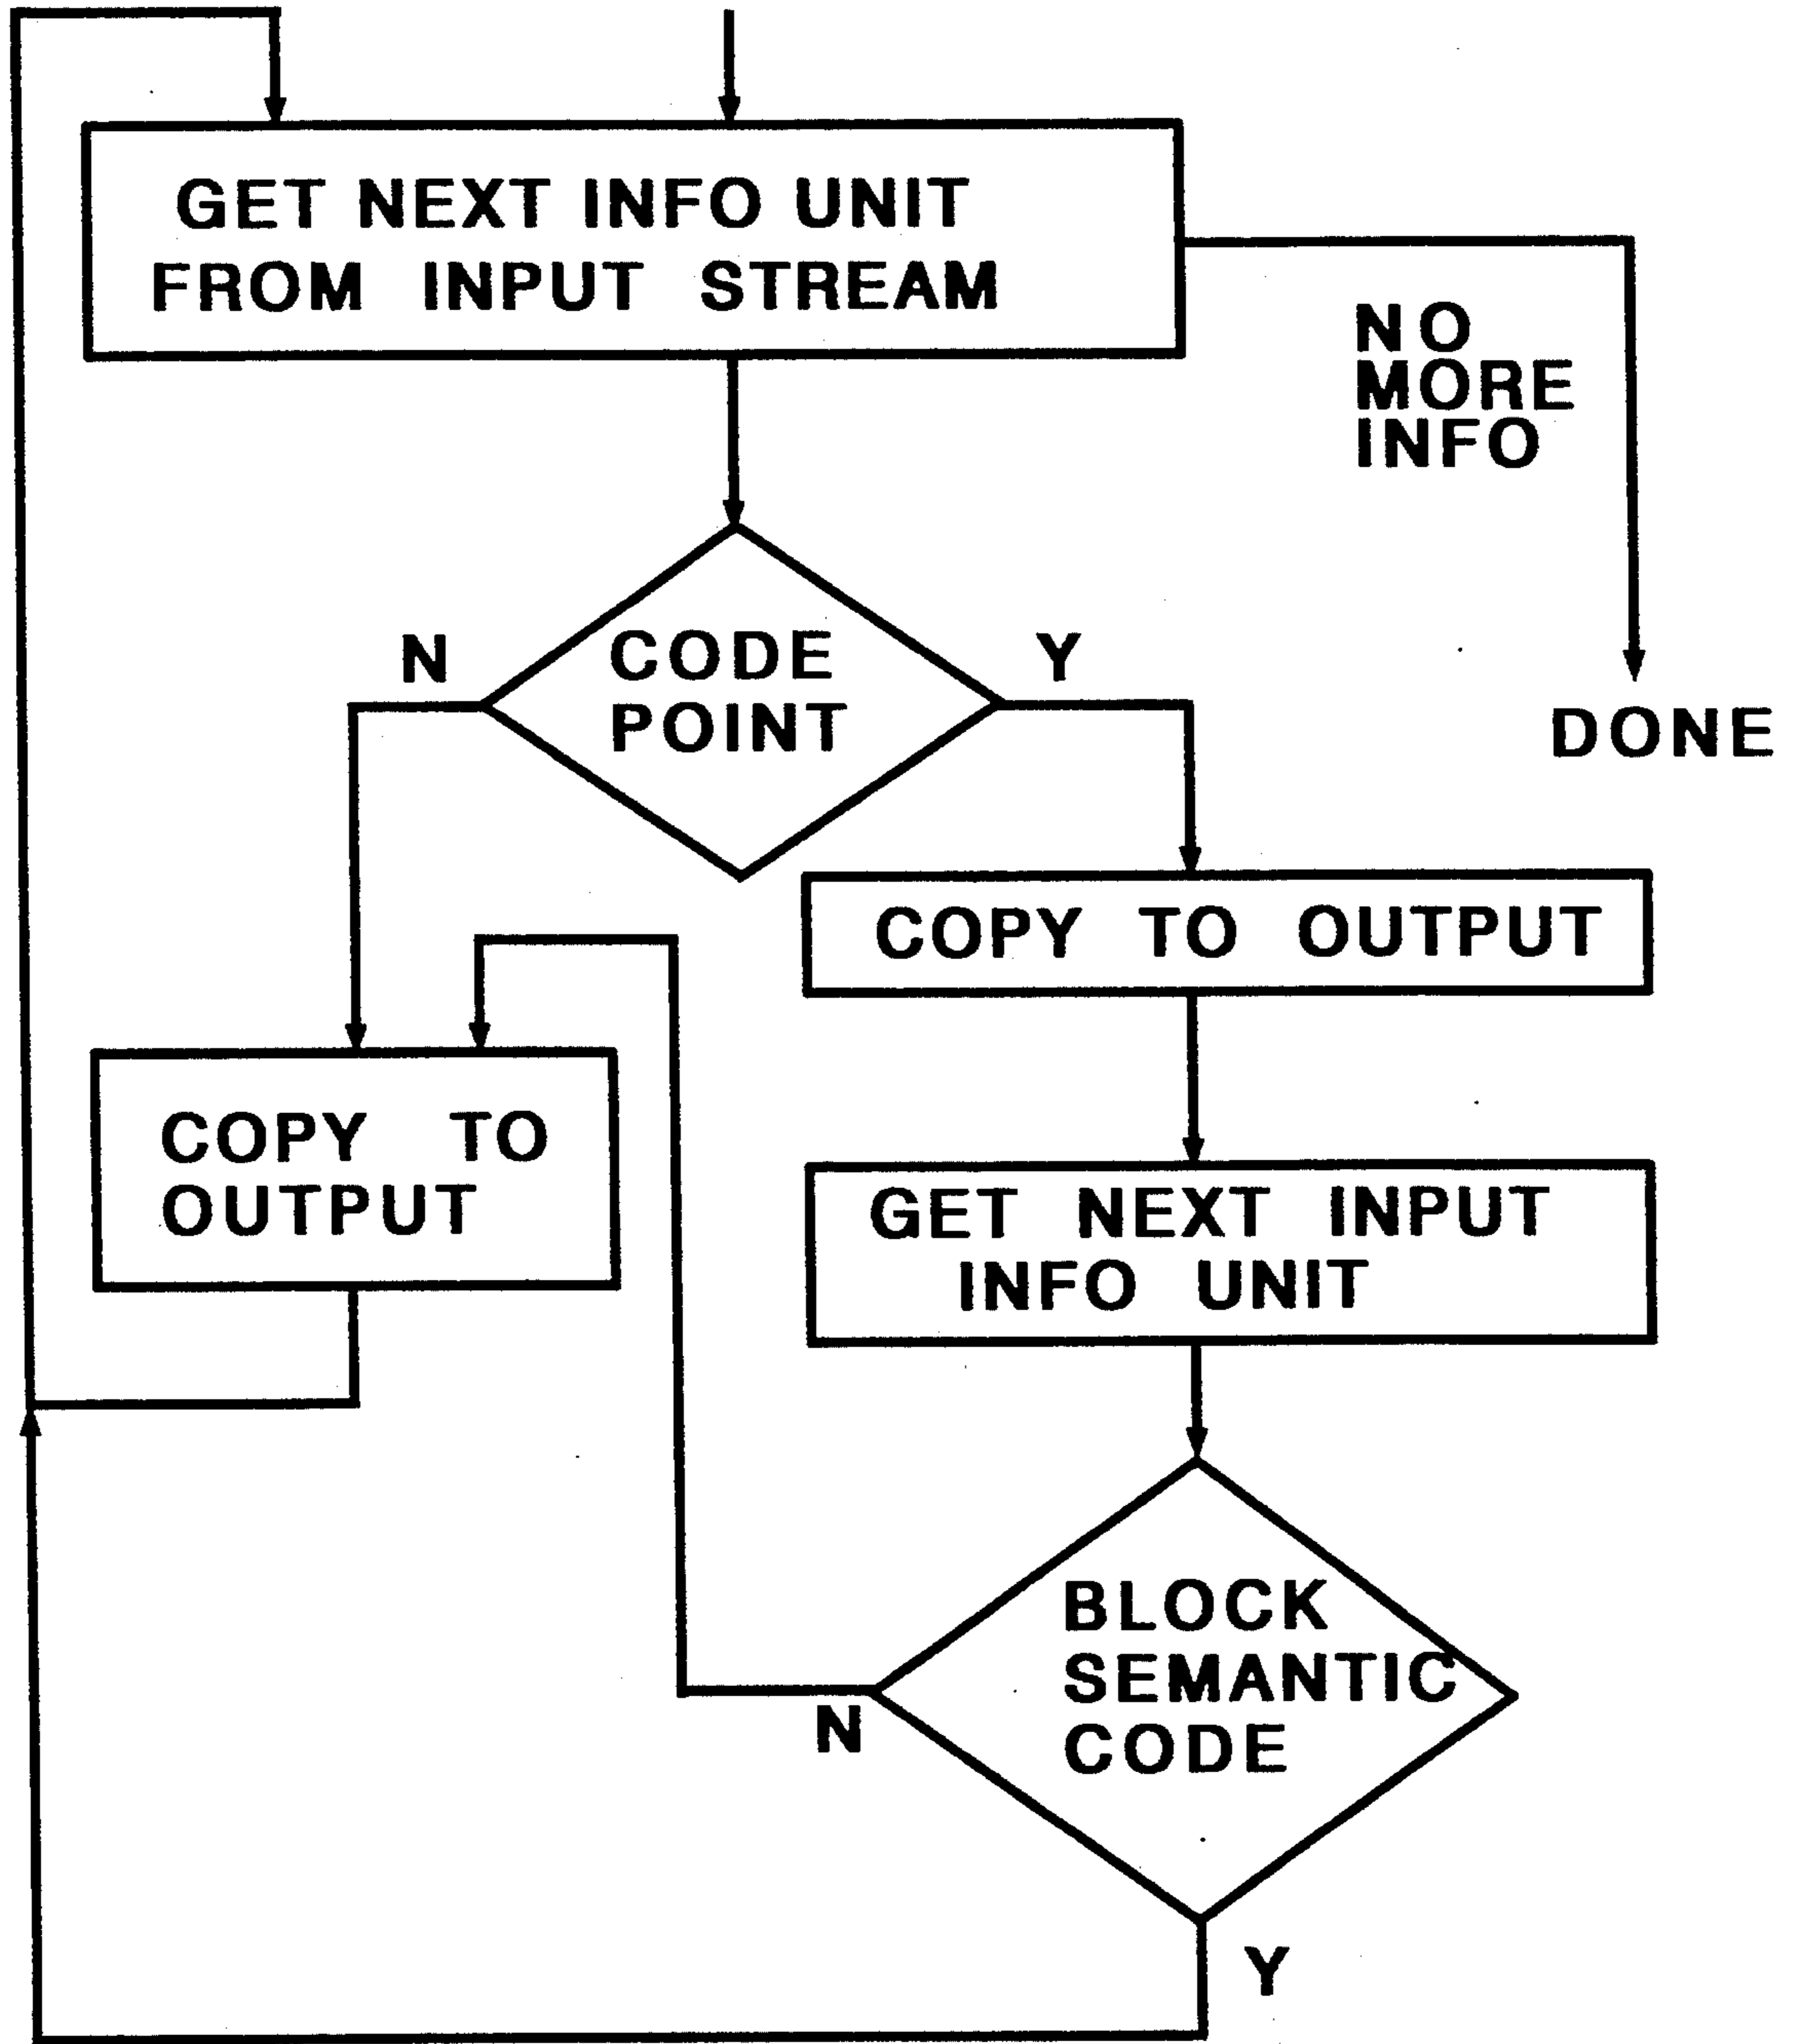 GET NEXT INFO UNIT
FROM INPUT STREAM
NO
MORE
INFO
DONE
N
CODE
POINT
Y
COPY TO OUTPUT
COPY TO
OUTPUT
GET NEXT INPUT
INFO UNIT
BLOCK
SEMANTIC
CODE
N
Y